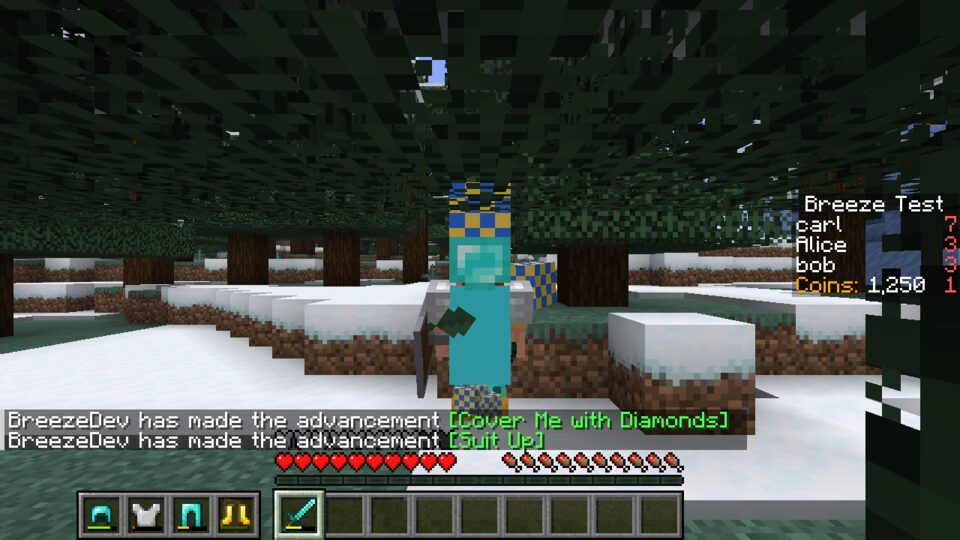 Breeze Test
carl 7
Alice 3
bob 3
Coins: 1,250 1
BreezeDev has made the advancement [Cover Me with Diamonds]
BreezeDev has made the advancement [Suit Up]